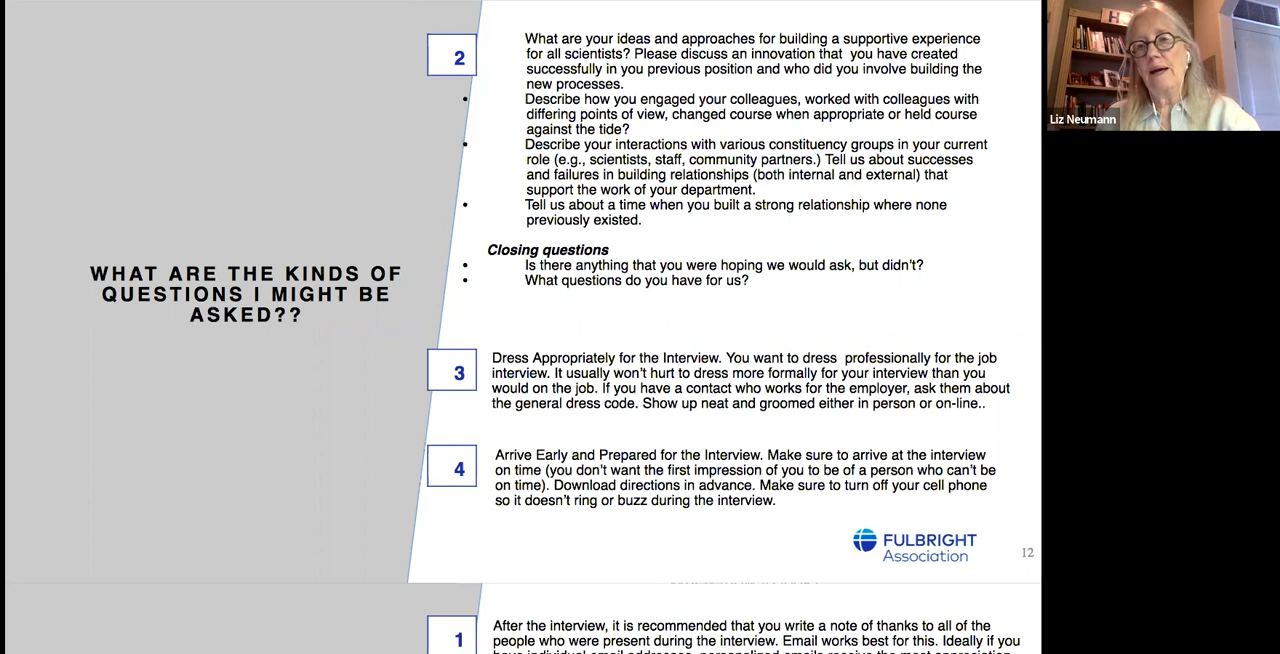 WHAT ARE THE KINDS OF
QUESTIONS I MIGHT BE
ASKED??
2
What are your ideas and approaches for building a supportive experience
for all scientists? Please discuss an innovation that you have created
successfully in you previous position and who did you involve building the
new processes.
• Describe how you engaged your colleagues, worked with colleagues with
differing points of view, changed course when appropriate or held course
against the tide?
• Describe your interactions with various constituency groups in your current
role (e.g., scientists, staff, community partners.) Tell us about successes
and failures in building relationships (both internal and external) that
support the work of your department.
• Tell us about a time when you built a strong relationship where none
previously existed.
Closing questions
• Is there anything that you were hoping we would ask, but didn't?
• What questions do you have for us?
3
Dress Appropriately for the Interview. You want to dress professionally for the job
interview. It usually won't hurt to dress more formally for your interview than you
would on the job. If you have a contact who works for the employer, ask them about
the general dress code. Show up neat and groomed either in person or on-line..
4
Arrive Early and Prepared for the Interview. Make sure to arrive at the interview
on time (you don't want the first impression of you to be of a person who can't be
on time). Download directions in advance. Make sure to turn off your cell phone
so it doesn't ring or buzz during the interview.
FULBRIGHT
Association
12
1
After the interview, it is recommended that you write a note of thanks to all of the
people who were present during the interview. Email works best for this. Ideally if you
Liz Neumann